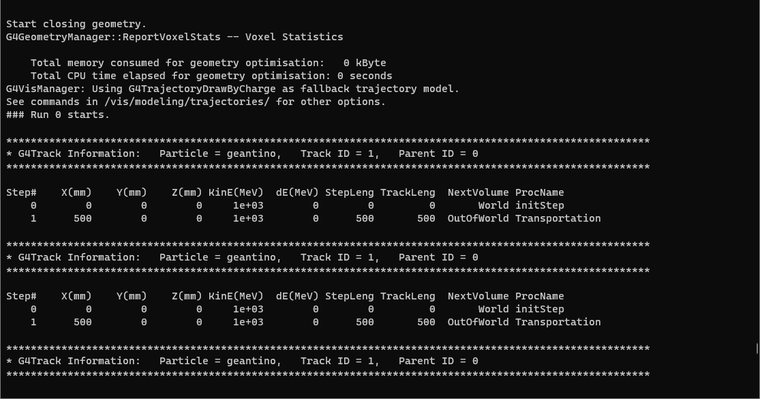 Start closing geometry.
G4GeometryManager::ReportVoxelStats -- Voxel Statistics
    Total memory consumed for geometry optimisation:   0 kByte
    Total CPU time elapsed for geometry optimisation: 0 seconds
G4VisManager: Using G4TrajectoryDrawByCharge as fallback trajectory model.
See commands in /vis/modeling/trajectories/ for other options.
### Run 0 starts.
*********************************************************************************************************
* G4Track Information:   Particle = geantino,   Track ID = 1,   Parent ID = 0
*********************************************************************************************************
Step#    X(mm)    Y(mm)    Z(mm) KinE(MeV)  dE(MeV) StepLeng TrackLeng  NextVolume ProcName
    0        0        0        0     1e+03        0        0         0       World initStep
    1      500        0        0     1e+03        0      500       500  OutOfWorld Transportation
*********************************************************************************************************
* G4Track Information:   Particle = geantino,   Track ID = 1,   Parent ID = 0
*********************************************************************************************************
Step#    X(mm)    Y(mm)    Z(mm) KinE(MeV)  dE(MeV) StepLeng TrackLeng  NextVolume ProcName
    0        0        0        0     1e+03        0        0         0       World initStep
    1      500        0        0     1e+03        0      500       500  OutOfWorld Transportation
*********************************************************************************************************
* G4Track Information:   Particle = geantino,   Track ID = 1,   Parent ID = 0
*********************************************************************************************************